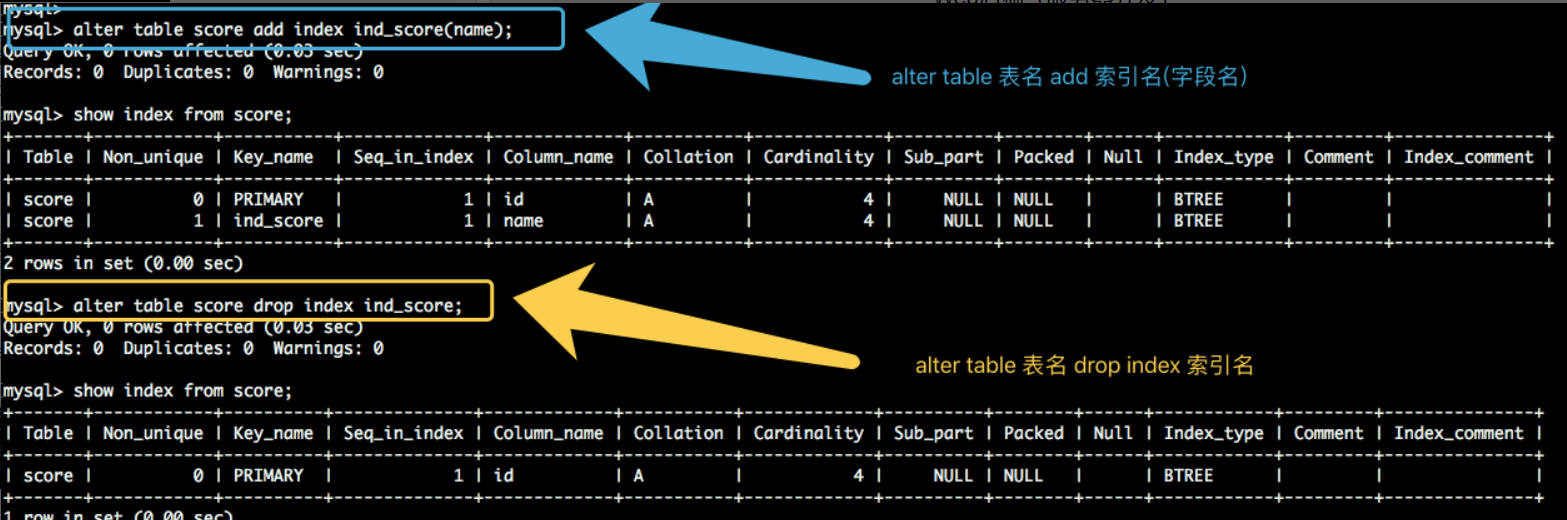 mysql>
mysql> alter table score add index ind_score(name);
Query OK, 0 rows affected (0.03 sec)
Records: 0  Duplicates: 0  Warnings: 0
alter table 表名 add 索引名(字段名)
mysql> show index from score;
+-------+------------+-----------+--------------+-------------+-----------+-------------+----------+--------+------+------------+---------+---------------+
| Table | Non_unique | Key_name  | Seq_in_index | Column_name | Collation | Cardinality | Sub_part | Packed | Null | Index_type | Comment | Index_comment |
+-------+------------+-----------+--------------+-------------+-----------+-------------+----------+--------+------+------------+---------+---------------+
| score |          0 | PRIMARY   |            1 | id          | A         |           4 |     NULL | NULL   |      | BTREE      |         |               |
| score |          1 | ind_score |            1 | name        | A         |           4 |     NULL | NULL   |      | BTREE      |         |               |
+-------+------------+-----------+--------------+-------------+-----------+-------------+----------+--------+------+------------+---------+---------------+
2 rows in set (0.00 sec)
mysql> alter table score drop index ind_score;
Query OK, 0 rows affected (0.03 sec)
Records: 0  Duplicates: 0  Warnings: 0
alter table 表名 drop index 索引名
mysql> show index from score;
+-------+------------+----------+--------------+-------------+-----------+-------------+----------+--------+------+------------+---------+---------------+
| Table | Non_unique | Key_name | Seq_in_index | Column_name | Collation | Cardinality | Sub_part | Packed | Null | Index_type | Comment | Index_comment |
+-------+------------+----------+--------------+-------------+-----------+-------------+----------+--------+------+------------+---------+---------------+
| score |          0 | PRIMARY  |            1 | id          | A         |           4 |     NULL | NULL   |      | BTREE      |         |               |
+-------+------------+----------+--------------+-------------+-----------+-------------+----------+--------+------+------------+---------+---------------+
1 row in set (0.00 sec)